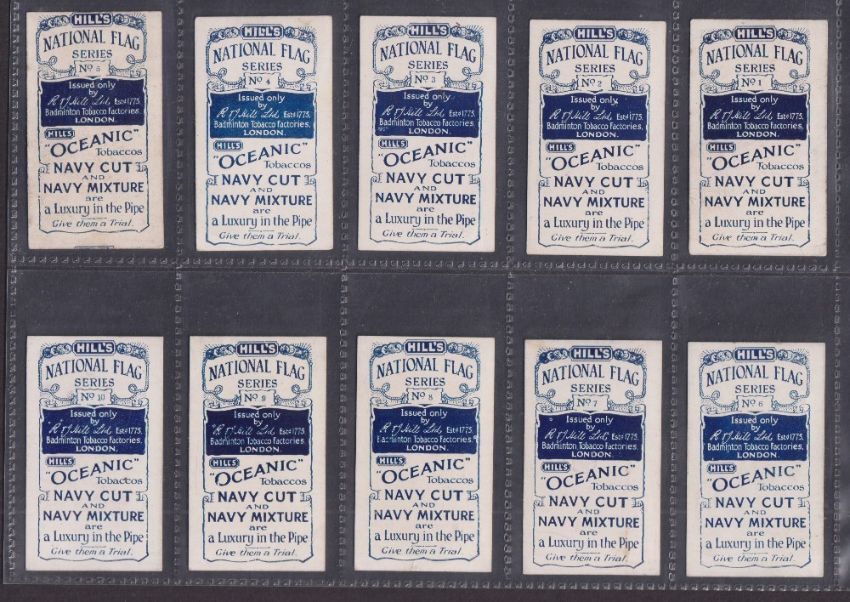 HILL'S
NATIONAL FLAG
SERIES
No 5
Issued only
by
R & J Hill Ltd, Estd 1775.
Badminton Tobacco Factories,
LONDON.
HILL'S
"OCEANIC"
Tobaccos
NAVY CUT
AND
NAVY MIXTURE
are
a Luxury in the Pipe
Give them a Trial.
HILL'S
NATIONAL FLAG
SERIES
No 4
Issued only
by
R & J Hill Ltd, Estd 1775.
Badminton Tobacco Factories,
LONDON.
HILL'S
"OCEANIC"
Tobaccos
NAVY CUT
AND
NAVY MIXTURE
are
a Luxury in the Pipe
Give them a Trial.
HILL'S
NATIONAL FLAG
SERIES
No 3
Issued only
by
R & J Hill Ltd, Estd 1775.
Badminton Tobacco Factories,
LONDON.
HILL'S
"OCEANIC"
Tobaccos
NAVY CUT
AND
NAVY MIXTURE
are
a Luxury in the Pipe
Give them a Trial.
HILL'S
NATIONAL FLAG
SERIES
No 2
Issued only
by
R & J Hill Ltd, Estd 1775.
Badminton Tobacco Factories,
LONDON.
HILL'S
"OCEANIC"
Tobaccos
NAVY CUT
AND
NAVY MIXTURE
are
a Luxury in the Pipe
Give them a Trial.
HILL'S
NATIONAL FLAG
SERIES
No 1
Issued only
by
R & J Hill Ltd, Estd 1775.
Badminton Tobacco Factories,
LONDON.
HILL'S
"OCEANIC"
Tobaccos
NAVY CUT
AND
NAVY MIXTURE
are
a Luxury in the Pipe
Give them a Trial.
HILL'S
NATIONAL FLAG
SERIES
No 10
Issued only
by
R & J Hill Ltd, Estd 1775.
Badminton Tobacco Factories,
LONDON.
HILL'S
"OCEANIC"
Tobaccos
NAVY CUT
AND
NAVY MIXTURE
are
a Luxury in the Pipe
Give them a Trial.
HILL'S
NATIONAL FLAG
SERIES
No 9
Issued only
by
R & J Hill Ltd, Estd 1775.
Badminton Tobacco Factories,
LONDON.
HILL'S
"OCEANIC"
Tobaccos
NAVY CUT
AND
NAVY MIXTURE
are
a Luxury in the Pipe
Give them a Trial.
HILL'S
NATIONAL FLAG
SERIES
No 8
Issued only
by
R & J Hill Ltd, Estd 1775.
Badminton Tobacco Factories,
LONDON.
HILL'S
"OCEANIC"
Tobaccos
NAVY CUT
AND
NAVY MIXTURE
are
a Luxury in the Pipe
Give them a Trial.
HILL'S
NATIONAL FLAG
SERIES
No 7
Issued only
by
R & J Hill Ltd, Estd 1775.
Badminton Tobacco Factories,
LONDON.
HILL'S
"OCEANIC"
Tobaccos
NAVY CUT
AND
NAVY MIXTURE
are
a Luxury in the Pipe
Give them a Trial.
HILL'S
NATIONAL FLAG
SERIES
No 6
Issued only
by
R & J Hill Ltd, Estd 1775.
Badminton Tobacco Factories,
LONDON.
HILL'S
"OCEANIC"
Tobaccos
NAVY CUT
AND
NAVY MIXTURE
are
a Luxury in the Pipe
Give them a Trial.